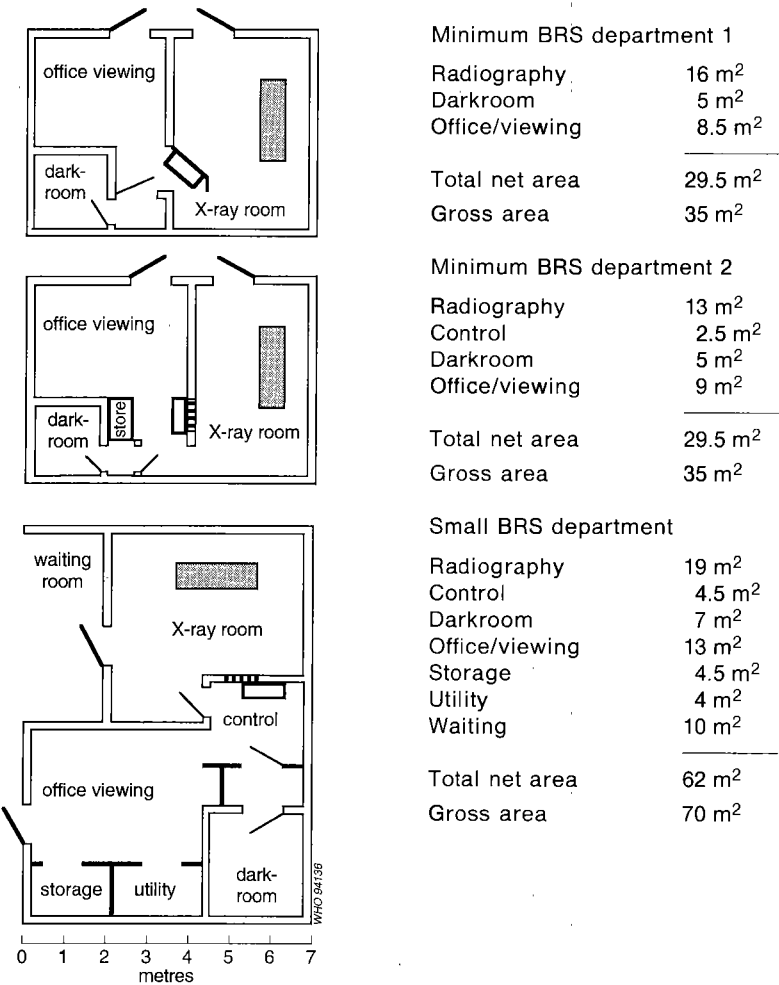 office viewing
dark-
room
X-ray room
Minimum BRS department 1
Radiography 16 m²
Darkroom 5 m²
Office/viewing 8.5 m²
Total net area 29.5 m²
Gross area 35 m²
office viewing
dark-
room
store
X-ray room
Minimum BRS department 2
Radiography 13 m²
Control 2.5 m²
Darkroom 5 m²
Office/viewing 9 m²
Total net area 29.5 m²
Gross area 35 m²
waiting
room
X-ray room
control
office viewing
storage
utility
dark-
room
WHO 94136
0 1 2 3 4 5 6 7
metres
Small BRS department
Radiography 19 m²
Control 4.5 m²
Darkroom 7 m²
Office/viewing 13 m²
Storage 4.5 m²
Utility 4 m²
Waiting 10 m²
Total net area 62 m²
Gross area 70 m²